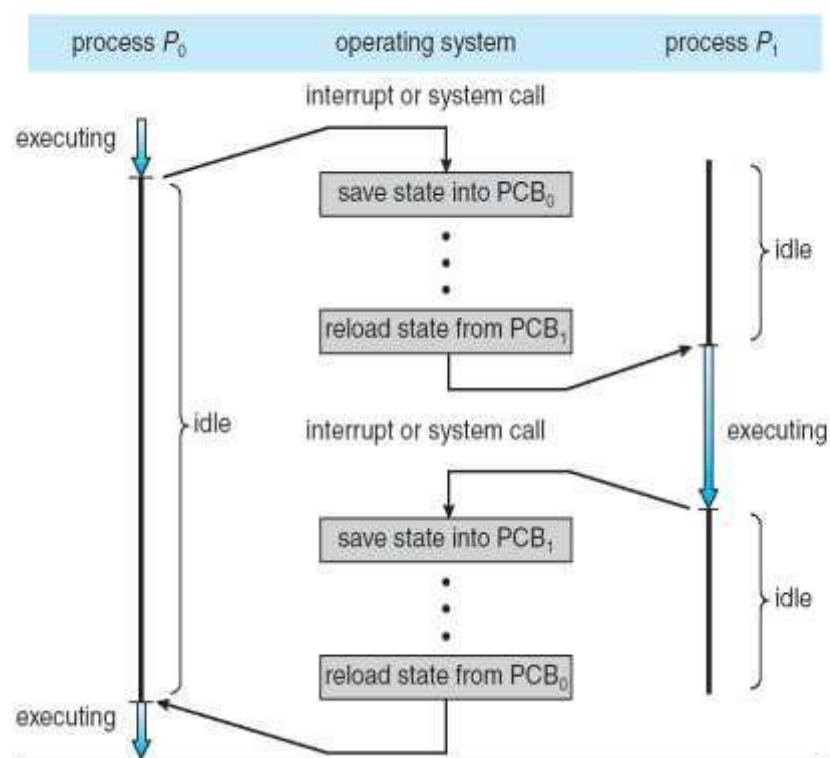 process P₀ operating system process P₁
interrupt or system call
executing
save state into PCB₀
idle
reload state from PCB₁
idle
interrupt or system call
executing
save state into PCB₁
idle
reload state from PCB₀
executing